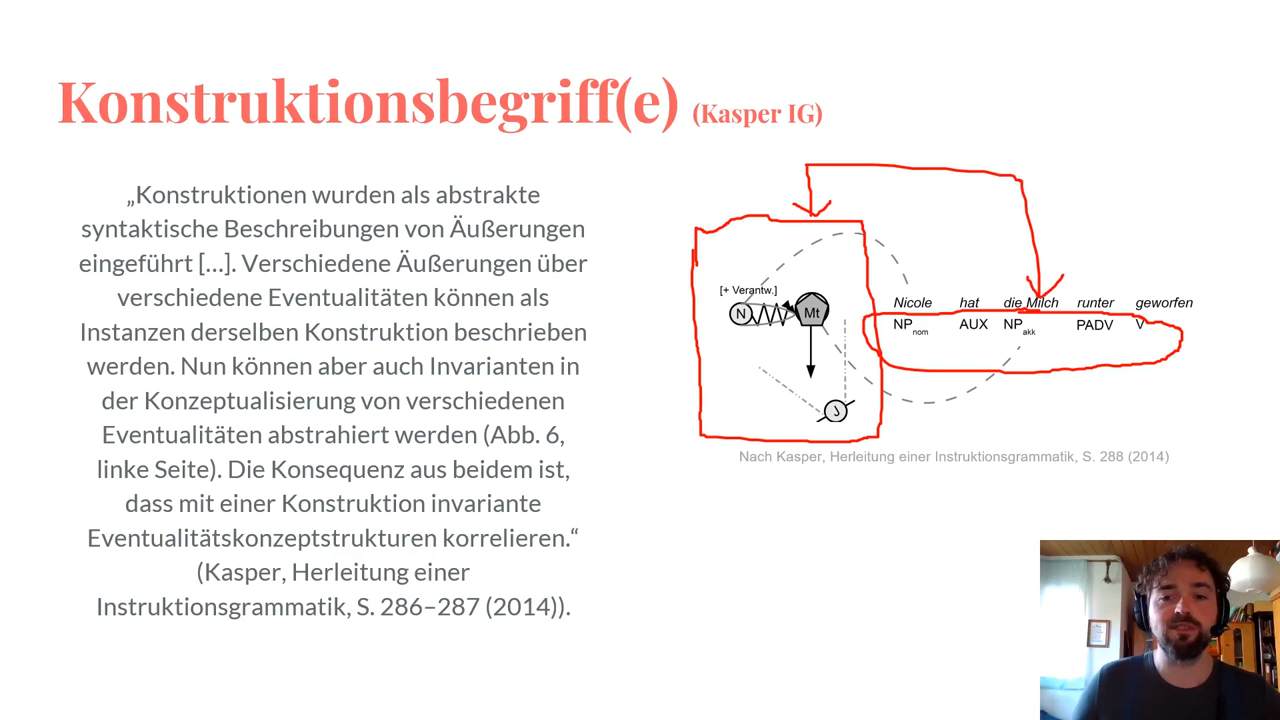 Konstruktionsbegriff(e) (Kasper IG)
„Konstruktionen wurden als abstrakte
syntaktische Beschreibungen von Äußerungen
eingeführt […]. Verschiedene Äußerungen über
verschiedene Eventualitäten können als
Instanzen derselben Konstruktion beschrieben
werden. Nun können aber auch Invarianten in
der Konzeptualisierung von verschiedenen
Eventualitäten abstrahiert werden (Abb. 6,
linke Seite). Die Konsequenz aus beidem ist,
dass mit einer Konstruktion invariante
Eventualitätskonzeptstrukturen korrelieren.“
(Kasper, Herleitung einer
Instruktionsgrammatik, S. 286–287 (2014)).
[+ Verantw.]
N
Mt
Nicole hat die Milch runter geworfen
NPnom AUX NPakk PADV V
Nach Kasper, Herleitung einer Instruktionsgrammatik, S. 288 (2014)